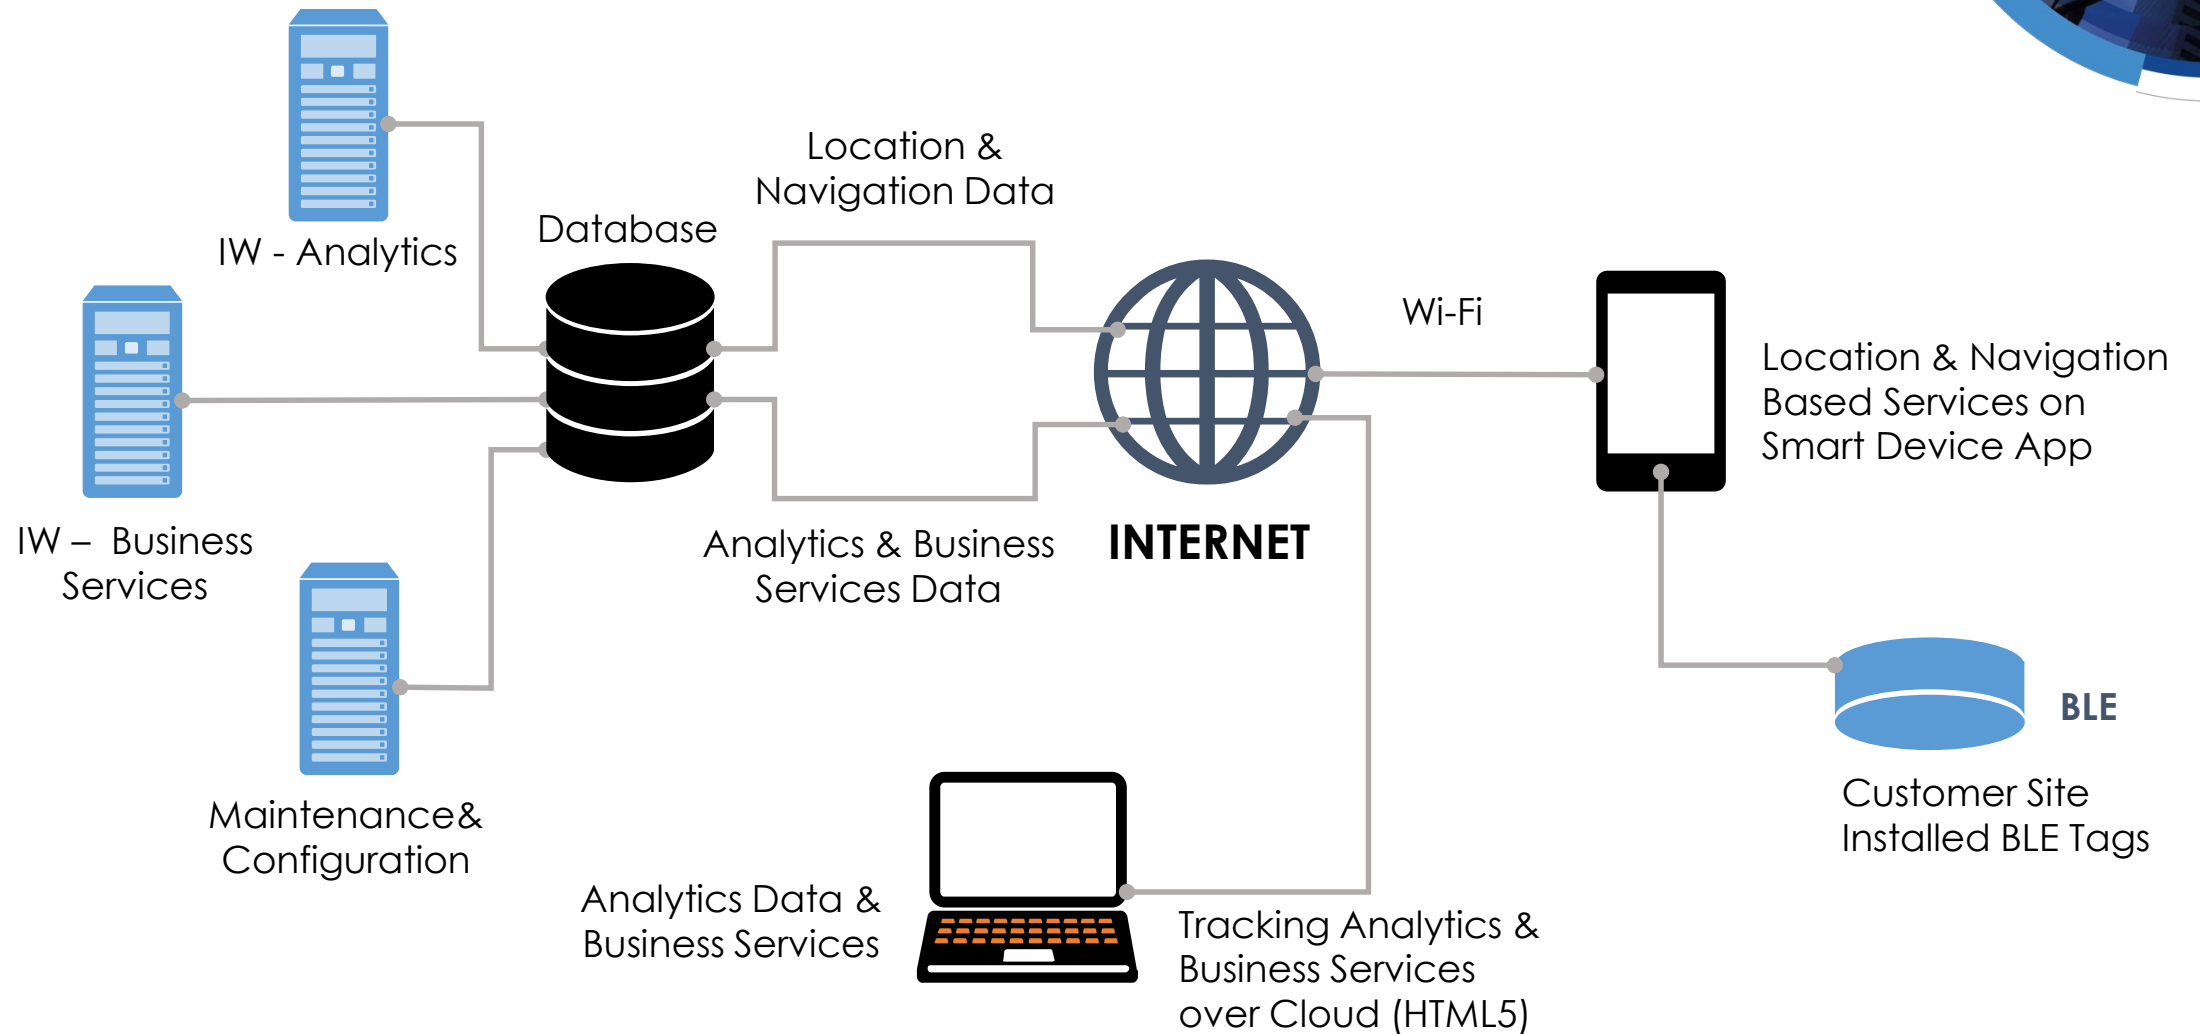 Location &
Navigation Data
Database
IW - Analytics
Wi-Fi
Location & Navigation
Based Services on
Smart Device App
IW – Business
Services
Analytics & Business
Services Data
INTERNET
BLE
Maintenance&
Configuration
Customer Site
Installed BLE Tags
Analytics Data &
Business Services
Tracking Analytics &
Business Services
over Cloud (HTML5)